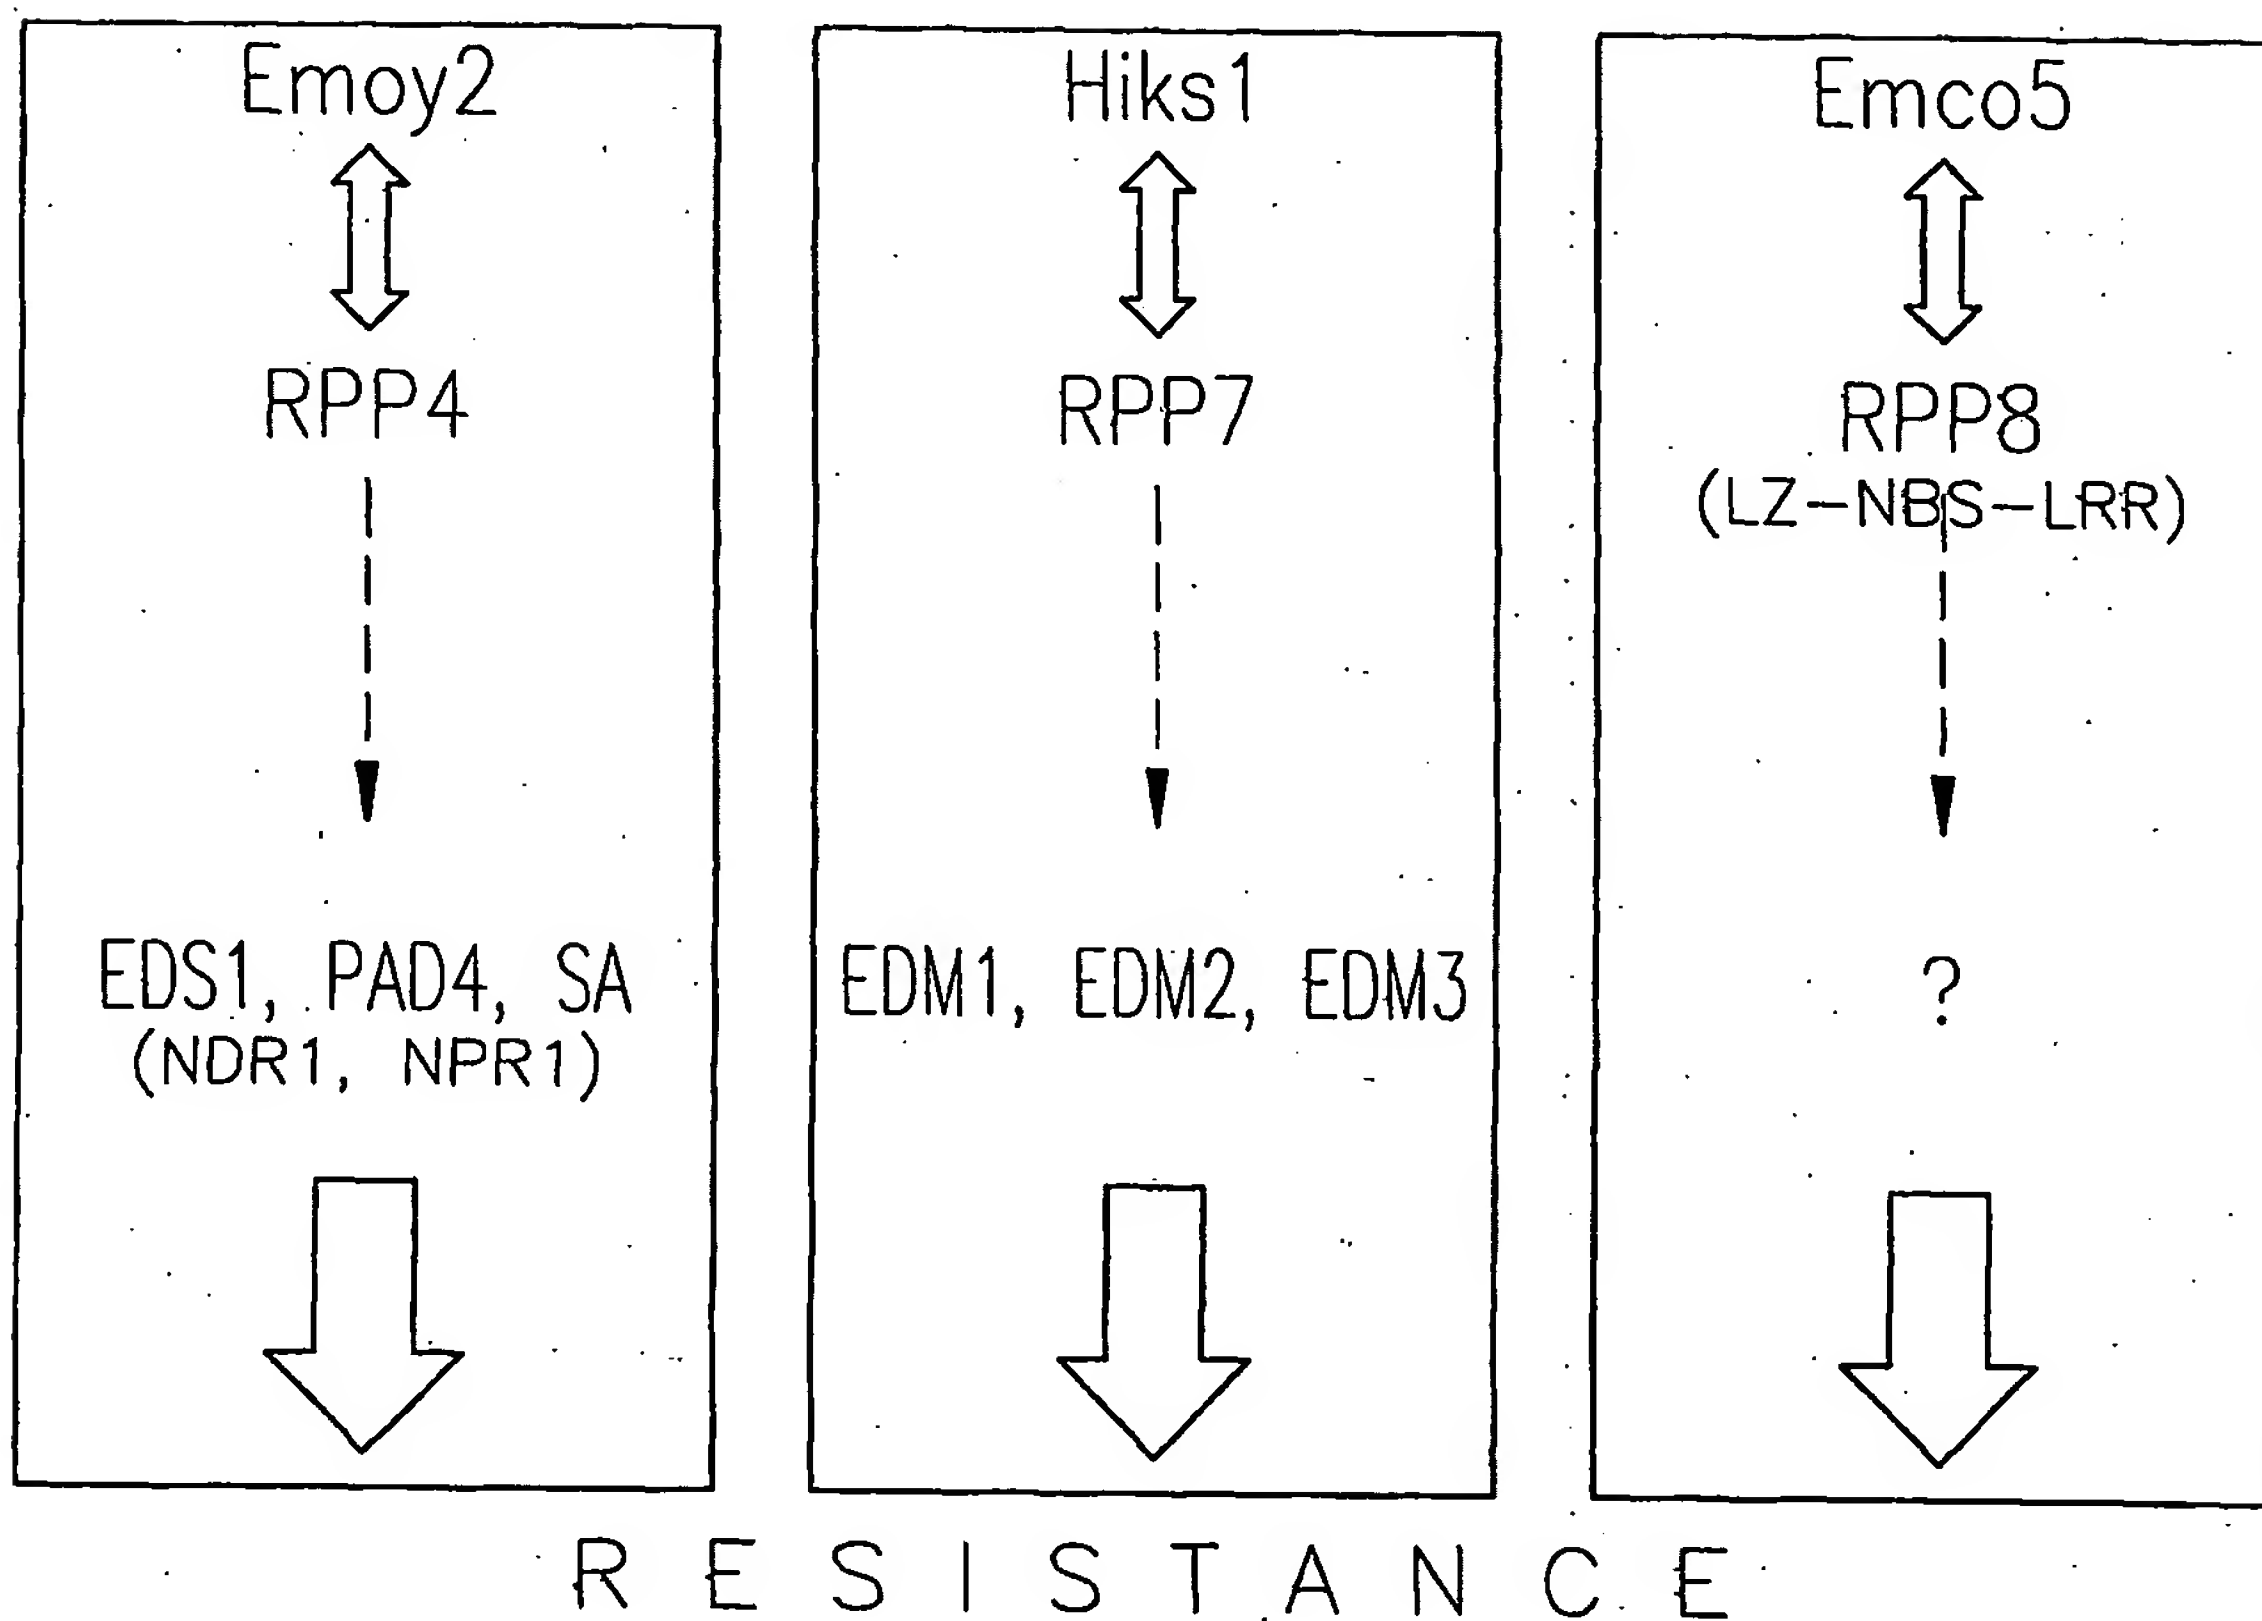 Emoy2
RPP4
EDS1, PAD4, SA
(NDR1, NPR1)
Hiks1
RPP7
EDM1, EDM2, EDM3
Emco5
RPP8
(LZ-NBS-LRR)
?
RESISTANCE